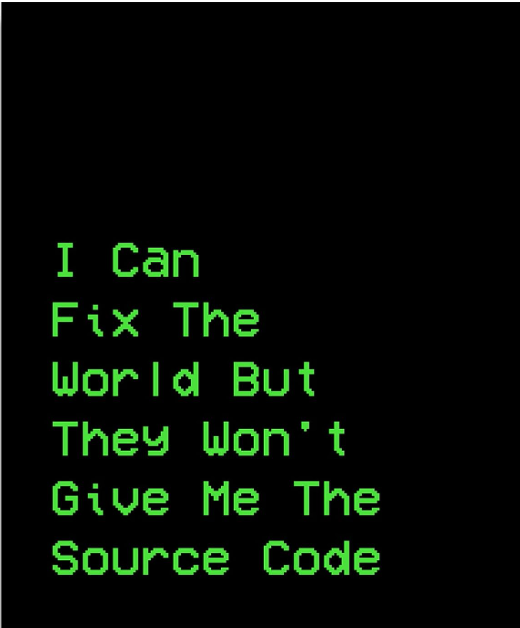 I Can
Fix The
World But
They Won't
Give Me The
Source Code